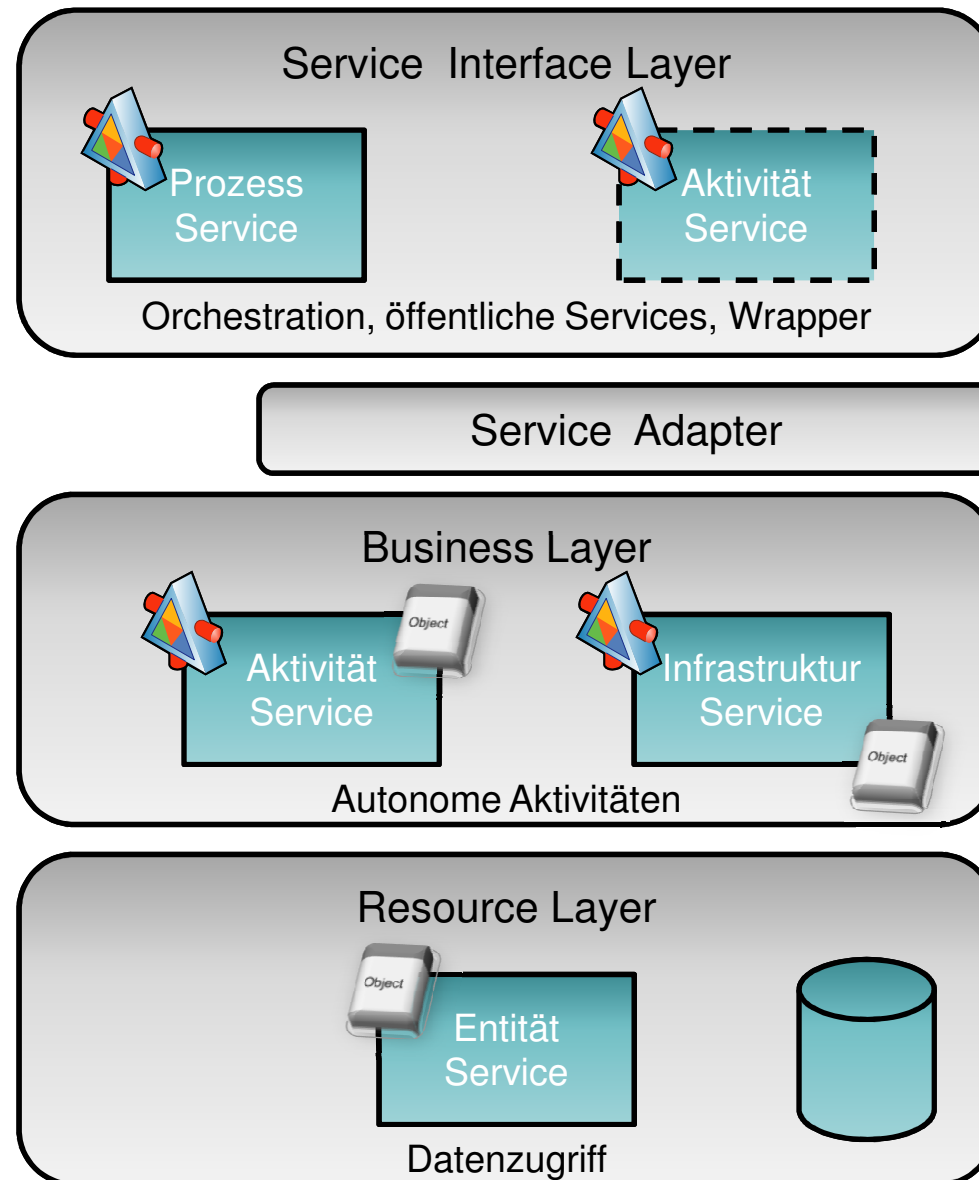 Service Interface Layer
Prozess
Service
Aktivität
Service
Orchestration, öffentliche Services, Wrapper
Service Adapter
Business Layer
Object
Aktivität
Service
Infrastruktur
Service
Object
Autonome Aktivitäten
Resource Layer
Object
Entität
Service
Datenzugriff